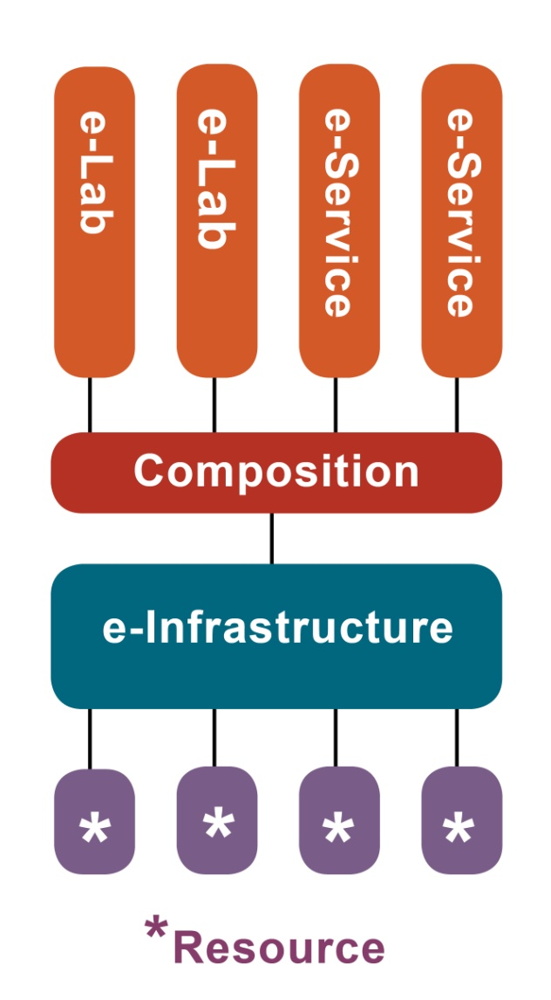 e-Lab
e-Lab
e-Service
e-Service
Composition
e-Infrastructure
*
*
*
*
*Resource